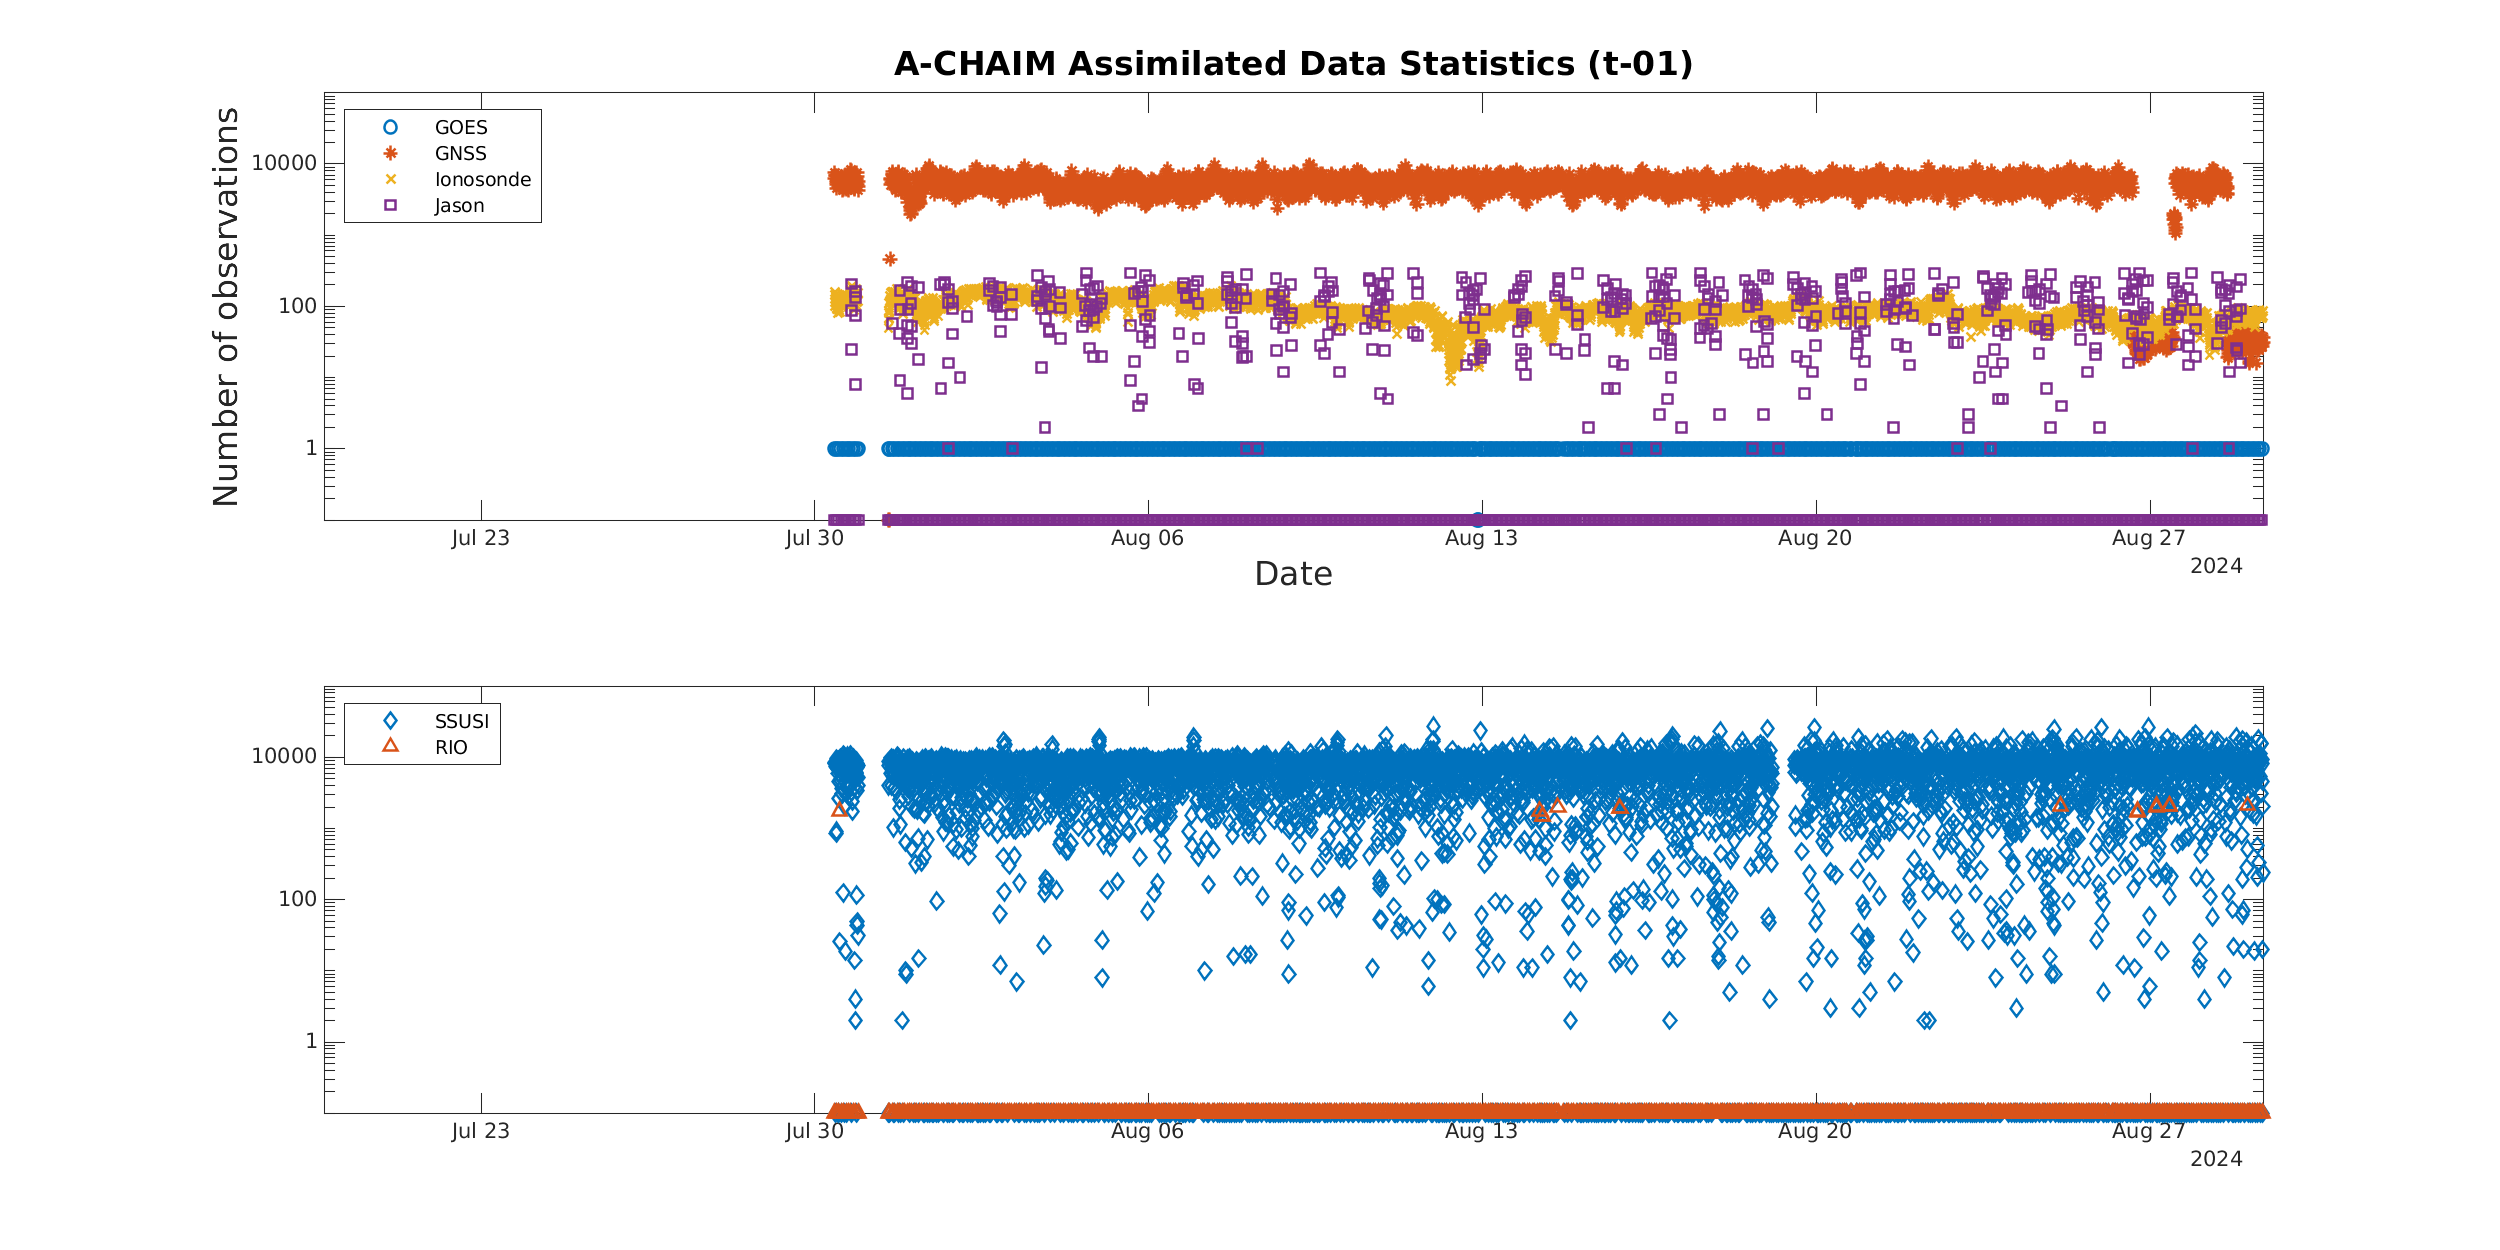 A-CHAIM Assimilated Data Statistics (t-01)
Number of observations
10000
100
1
GOES
GNSS
Ionosonde
Jason
Jul 23
Jul 30
Aug 06
Aug 13
Aug 20
Aug 27
2024
Date
10000
100
1
SSUSI
RIO
Jul 23
Jul 30
Aug 06
Aug 13
Aug 20
Aug 27
2024